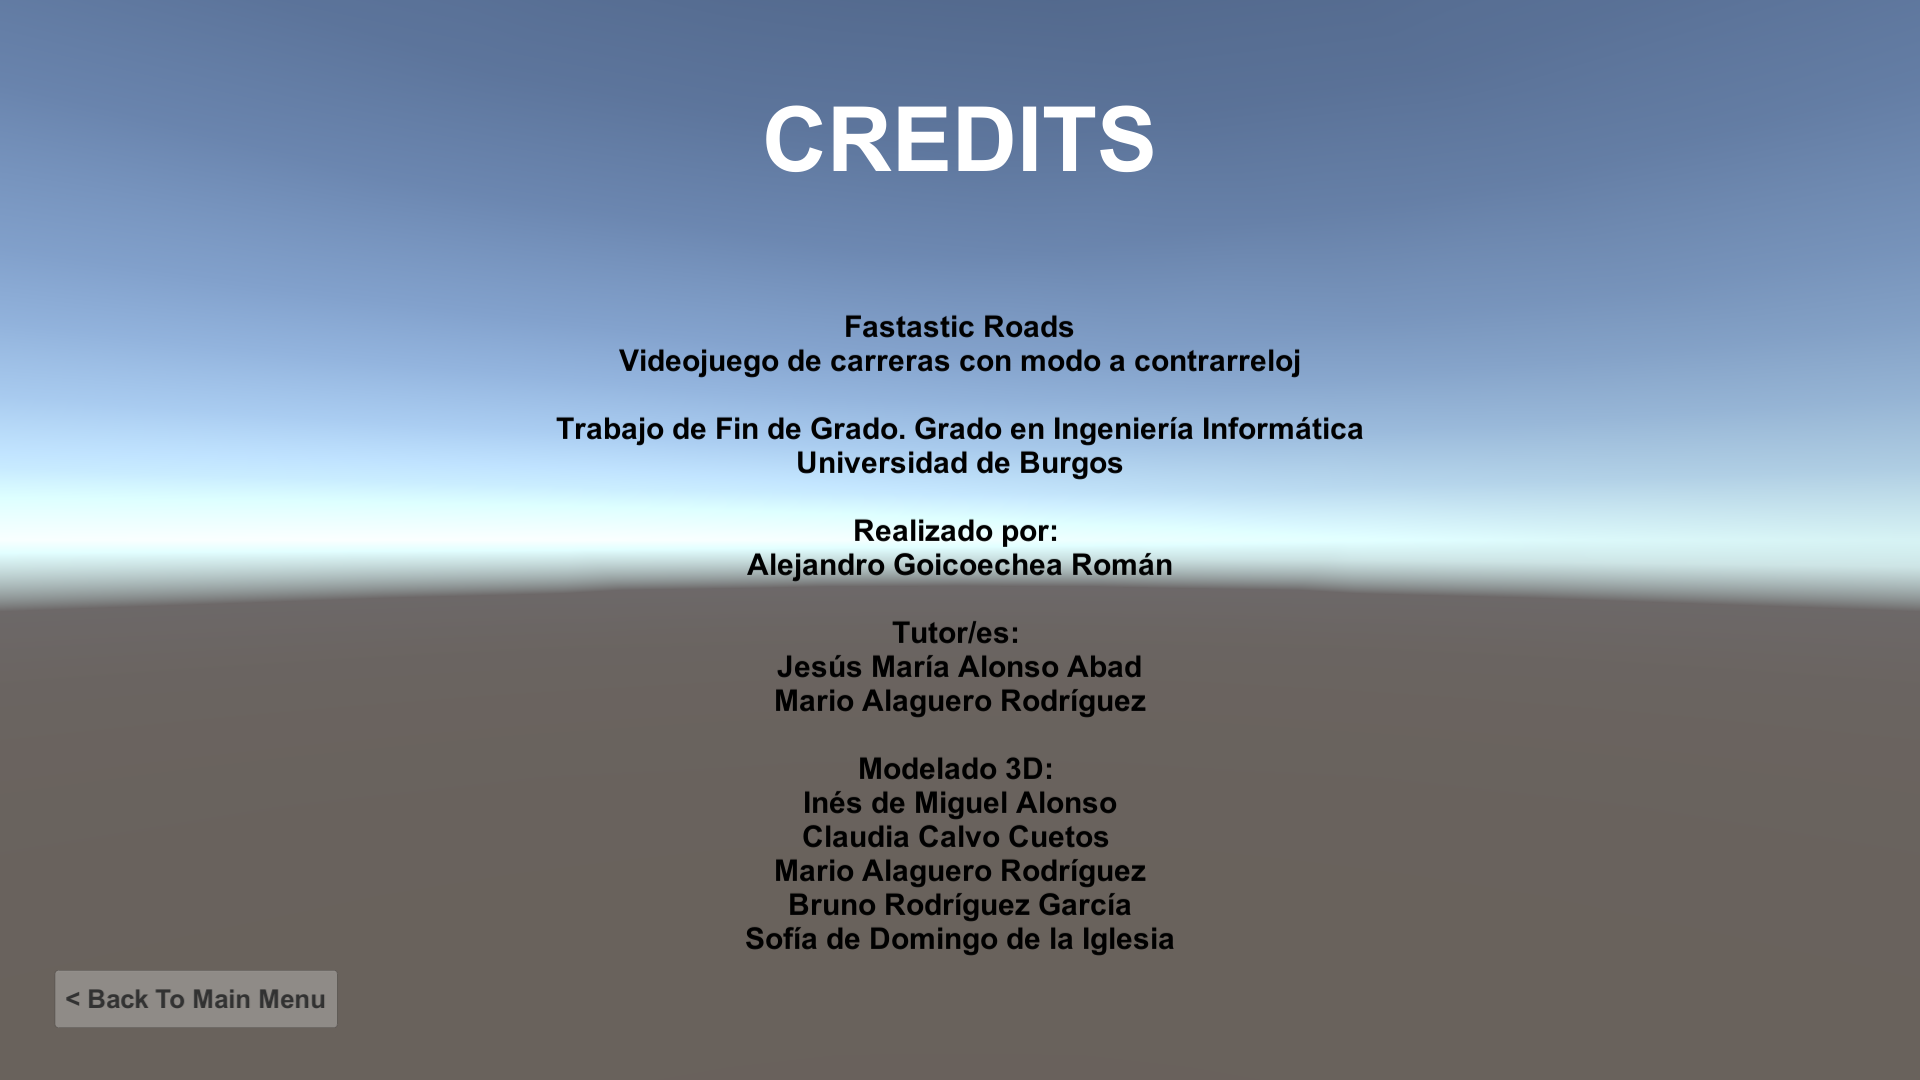 CREDITS
Fastastic Roads
Videojuego de carreras con modo a contrarreloj
Trabajo de Fin de Grado. Grado en Ingeniería Informática
Universidad de Burgos
Realizado por:
Alejandro Goicoechea Román
Tutor/es:
Jesús María Alonso Abad
Mario Alaguero Rodríguez
Modelado 3D:
Inés de Miguel Alonso
Claudia Calvo Cuetos
Mario Alaguero Rodríguez
Bruno Rodríguez García
Sofía de Domingo de la Iglesia
< Back To Main Menu